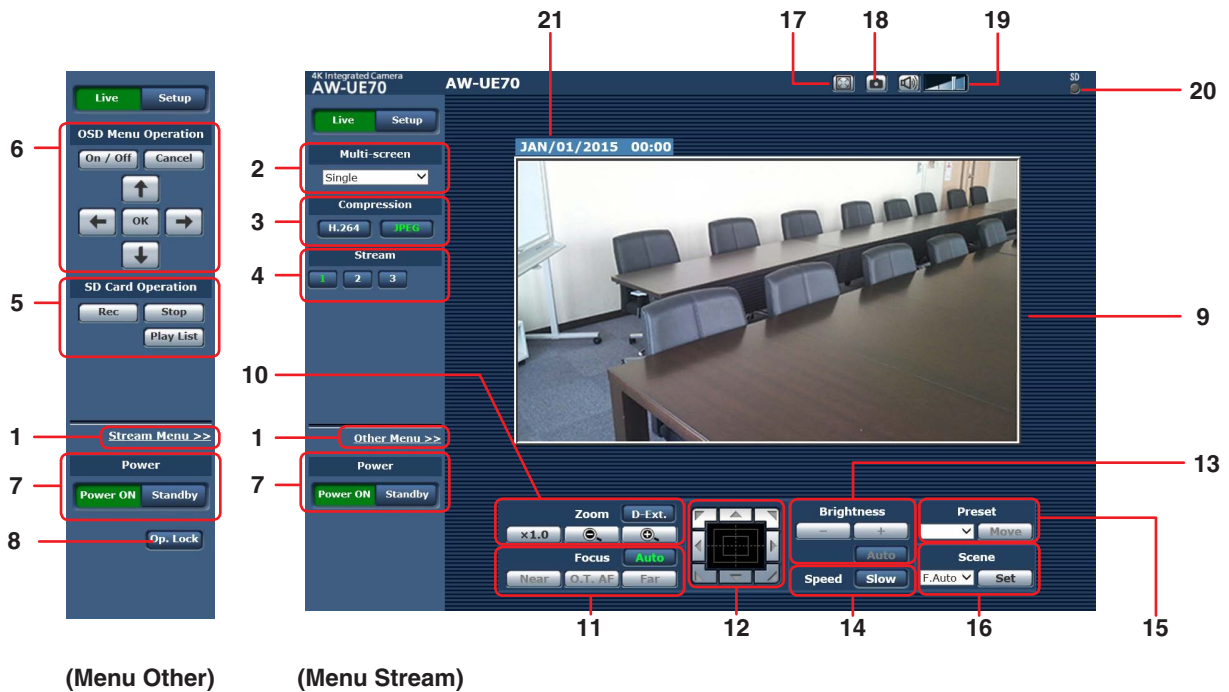 21
17
18
19
Live Setup
6
OSD Menu Operation
On / Off Cancel
OK
5
SD Card Operation
Rec Stop
Play List
1
Stream Menu >>
7
Power
Power ON Standby
8
Op. Lock
(Menu Other)
4K Integrated Camera
AW-UE70
AW-UE70
SD
20
Live Setup
2
Multi-screen
Single
3
Compression
H.264 JPEG
4
Stream
1 2 3
JAN/01/2015 00:00
9
10
1
Other Menu >>
7
Power
Power ON Standby
13
Zoom D-Ext.
×1.0
Focus Auto
Near O.T. AF Far
Brightness
− +
Auto
Speed Slow
Preset
Move
Scene
F.Auto Set
11
12
14
16
15
(Menu Stream)